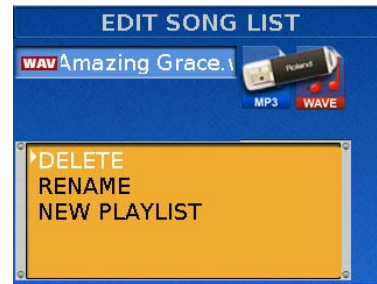 EDIT SONG LIST
WAV Amazing Grace.w
Roland
MP3 WAVE
DELETE
RENAME
NEW PLAYLIST